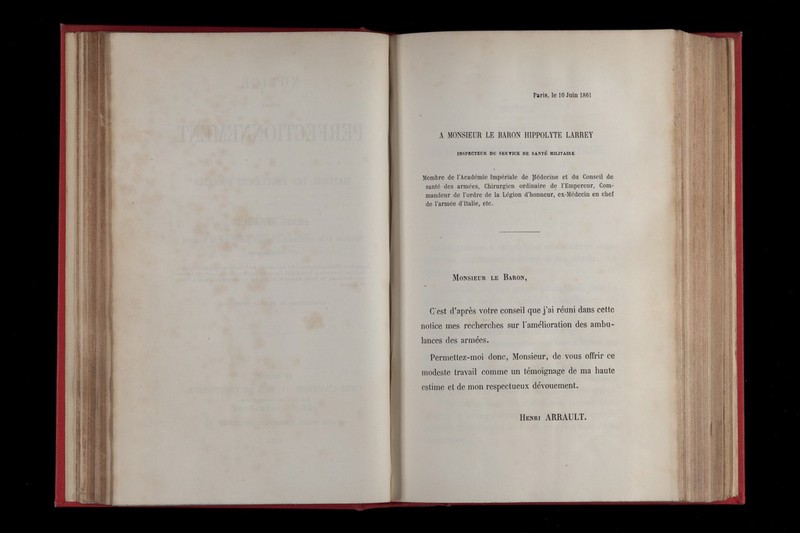 Paris, le 10 Juin 1861
A MONSIEUR LE BARON HIPPOLYTE LARREY
INSPECTEUR DU SERVICE DE SANTÉ MILITAIRE
Membre de l'Académie Impériale de Médecine et du Conseil de
santé des armées, Chirurgien ordinaire de l'Empereur, Com-
mandeur de l'ordre de la Légion d'honneur, ex-Médecin en chef
de l'armée d'Italie, etc.
MONSIEUR LE BARON,
C'est d'après votre conseil que j'ai réuni dans cette
notice mes recherches sur l'amélioration des ambu-
lances des armées.
Permettez-moi donc, Monsieur, de vous offrir ce
modeste travail comme un témoignage de ma haute
estime et de mon respectueux dévouement.
HENRI ARRAULT.